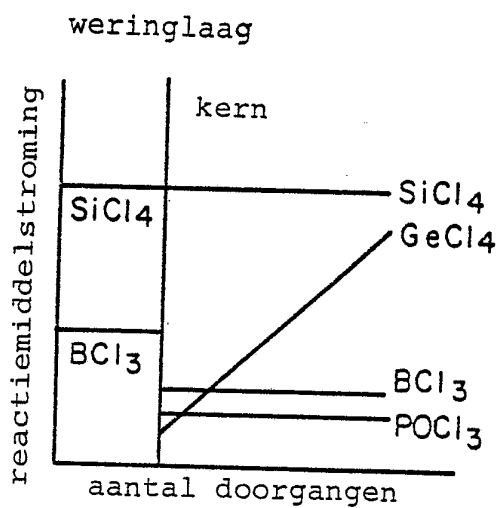 weringlaag
kern
reactiemiddelstroming
SiCl4
SiCl4
GeCl4
BCl3
BCl3
POCl3
aantal doorgangen